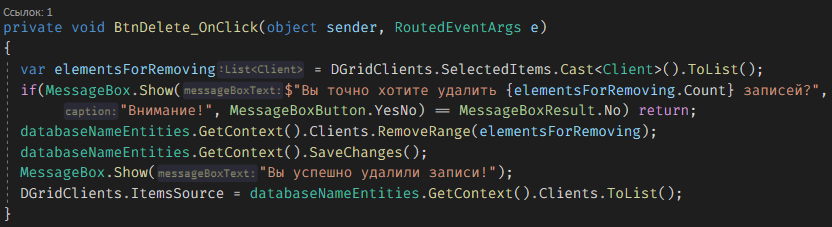 Ссылок: 1
private void BtnDelete_OnClick(object sender, RoutedEventArgs e)
{
var elementsForRemoving :List<Client> = DGridClients.SelectedItems.Cast<Client>().ToList();
if(MessageBox.Show( messageBoxText: $"Вы точно хотите удалить {elementsForRemoving.Count} записей?",
caption: "Внимание!", MessageBoxButton.YesNo) == MessageBoxResult.No) return;
databaseNameEntities.GetContext().Clients.RemoveRange(elementsForRemoving);
databaseNameEntities.GetContext().SaveChanges();
MessageBox.Show( messageBoxText: "Вы успешно удалили записи!");
DGridClients.ItemsSource = databaseNameEntities.GetContext().Clients.ToList();
}